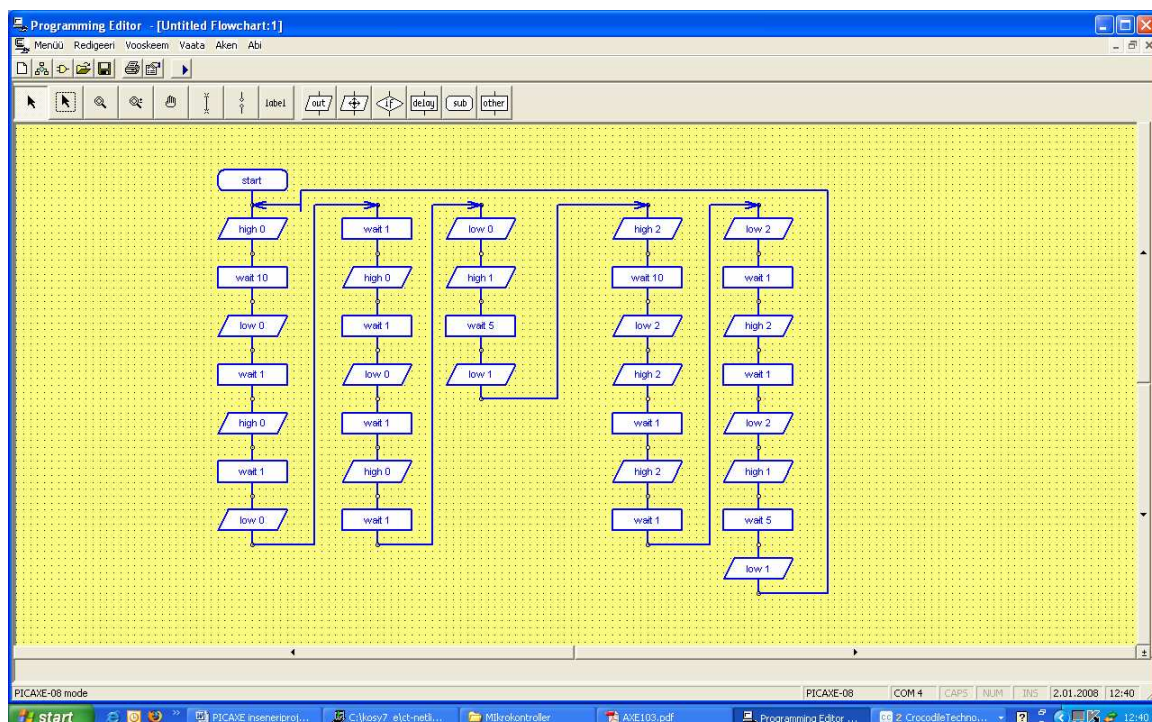 Programming Editor - [Untitled Flowchart:1]
Menüü Redigeeri Vooskeem Vaata Aken Abi
label out if delay sub other
start
high 0
wait 10
low 0
wait 1
high 0
wait 1
low 0
wait 1
high 0
wait 1
low 0
wait 1
high 0
wait 1
low 0
high 1
wait 5
low 1
high 2
wait 10
low 2
high 2
wait 1
high 2
wait 1
low 2
wait 1
high 2
wait 1
low 2
high 1
wait 5
low 1
PICAXE-08 mode PICAXE-08 COM 4 CAPS NUM INS 2.01.2008 12:40
start PICAXE inseneriproj... MIkrokontroller AXE103.pdf Programming Editor ... 2 CrocodileTechno... 12:40